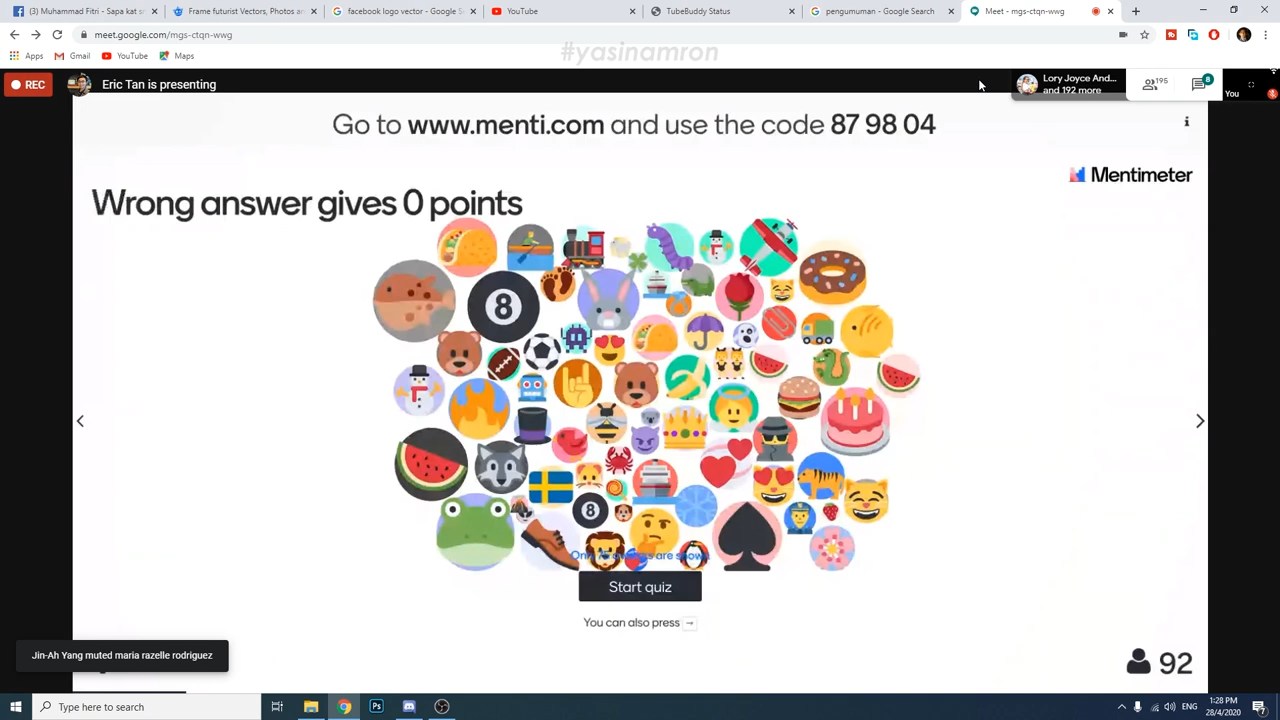 (3) Muhammad Fitri - Sapa kat s
Frame futurist Vectors, Photos an
facebook logo vector - Google S
YouTube
TubeBuddy Status
pengumuman - Google Search
Meet - mgs-ctqn-wwg
meet.google.com/mgs-ctqn-wwg
Apps
Gmail
YouTube
Maps
#yasinamron
REC
Eric Tan is presenting
Lory Joyce And...
and 192 more
195
8
You
Go to www.menti.com and use the code 87 98 04
Mentimeter
Wrong answer gives 0 points
8
8
Start quiz
You can also press →
Jin-Ah Yang muted maria razelle rodriguez
92
Type here to search
Ps
ENG
1:28 PM
28/4/2020